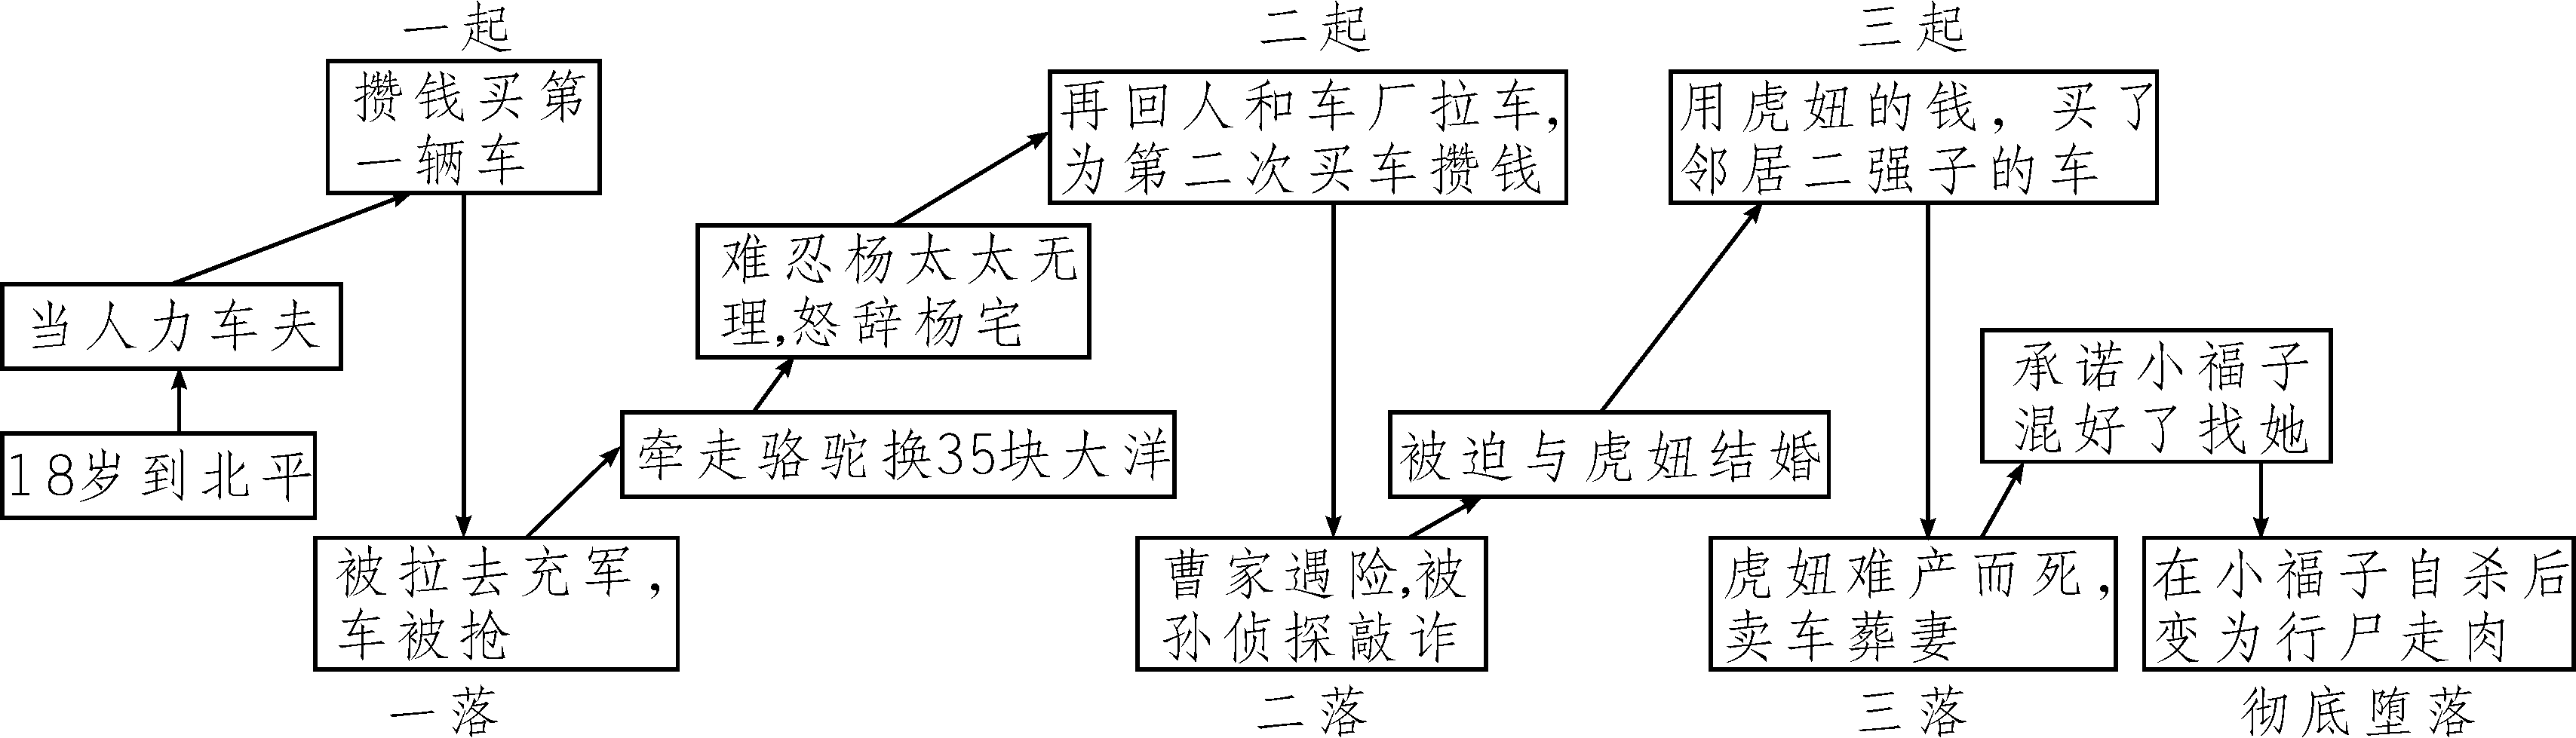 一起
攒钱买第
一辆车
当人力车夫
18岁到北平
被拉去充军，
车被抢
一落
牵走骆驼换35块大洋
难忍杨太太无
理,怒辞杨宅
二起
再回人和车厂拉车，
为第二次买车攒钱
曹家遇险,被
孙侦探敲诈
二落
被迫与虎妞结婚
三起
用虎妞的钱，买了
邻居二强子的车
虎妞难产而死，
卖车葬妻
三落
承诺小福子
混好了找她
在小福子自杀后
变为行尸走肉
彻底堕落